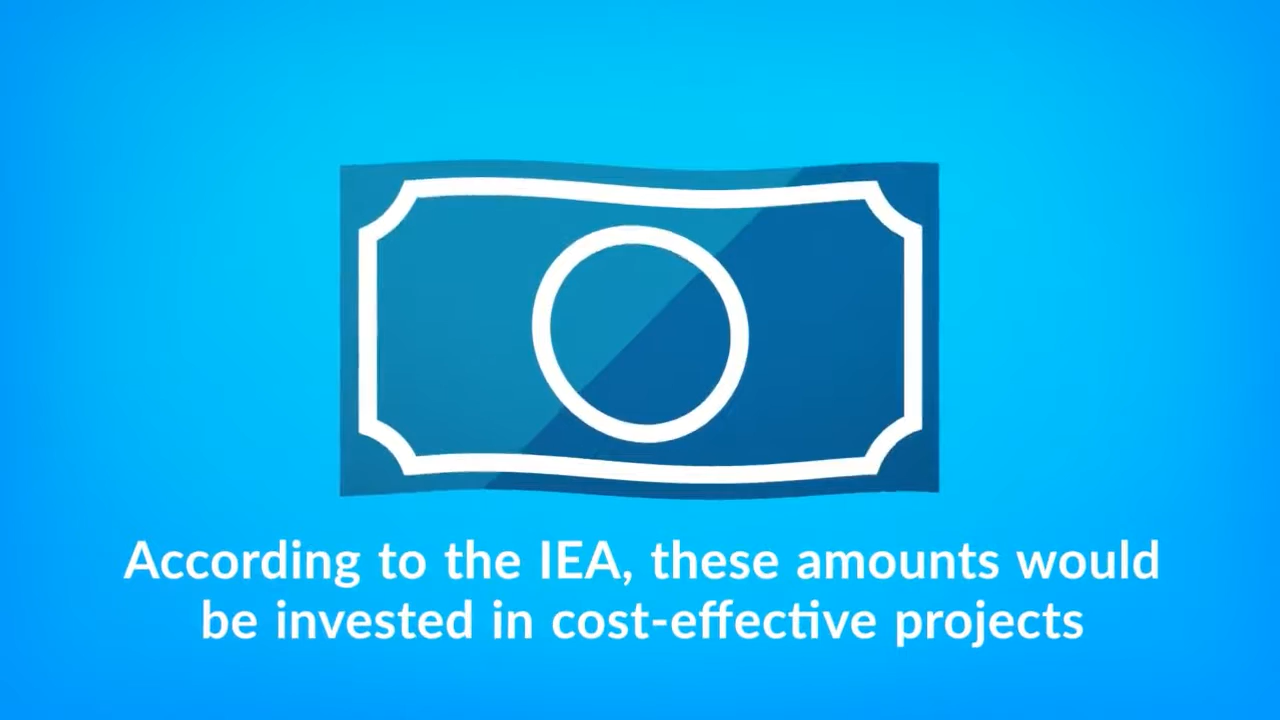 According to the IEA, these amounts would
be invested in cost-effective projects